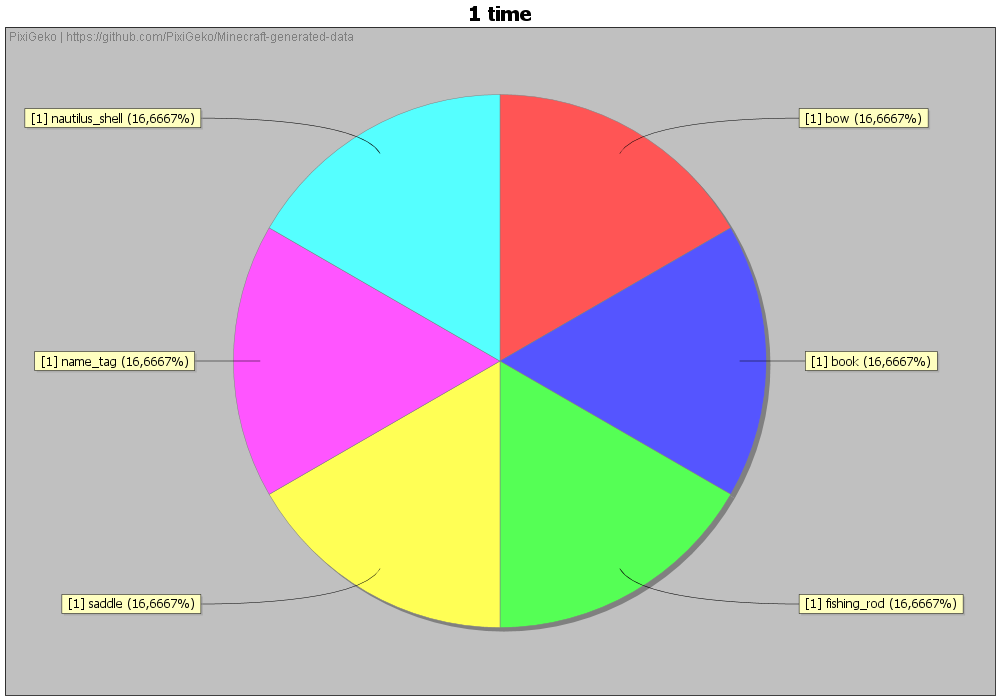 1 time
PixiGeko | https://github.com/PixiGeko/Minecraft-generated-data
[1] nautilus_shell (16,6667%)
[1] bow (16,6667%)
[1] name_tag (16,6667%)
[1] book (16,6667%)
[1] saddle (16,6667%)
[1] fishing_rod (16,6667%)